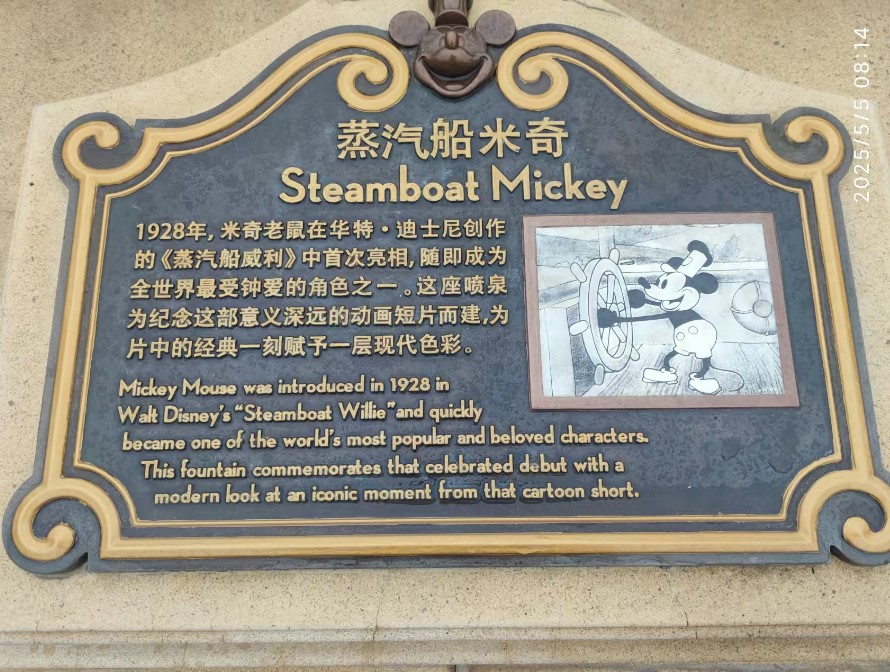 蒸汽船米奇
Steamboat Mickey
1928年，米奇老鼠在华特·迪士尼创作
的《蒸汽船威利》中首次亮相，随即成为
全世界最受钟爱的角色之一。这座喷泉
为纪念这部意义深远的动画短片而建，为
片中的经典一刻赋予一层现代色彩。
Mickey Mouse was introduced in 1928 in
Walt Disney's "Steamboat Willie" and quickly
became one of the world's most popular and beloved characters.
This fountain commemorates that celebrated debut with a
modern look at an iconic moment from that cartoon short.
2025/5/5 08:14